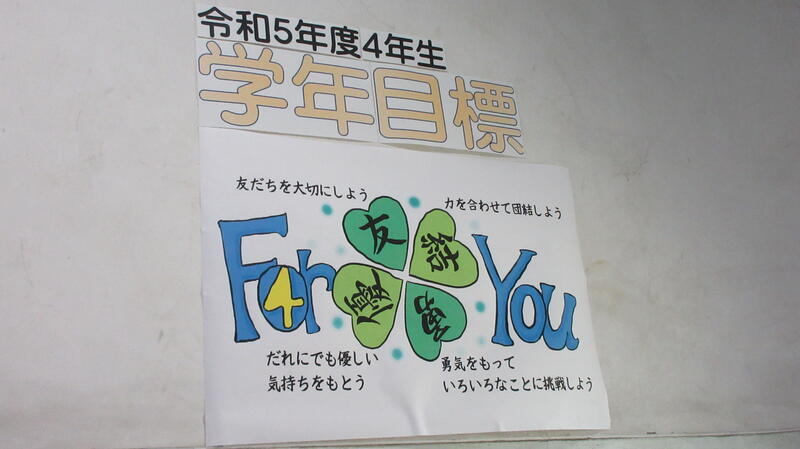 令和5年度4年生
学年目標
友だちを大切にしよう
力を合わせて団結しよう
友
結
For
4
You
優
勇
だれにでも優しい
気持ちをもとう
勇気をもって
いろいろなことに挑戦しよう